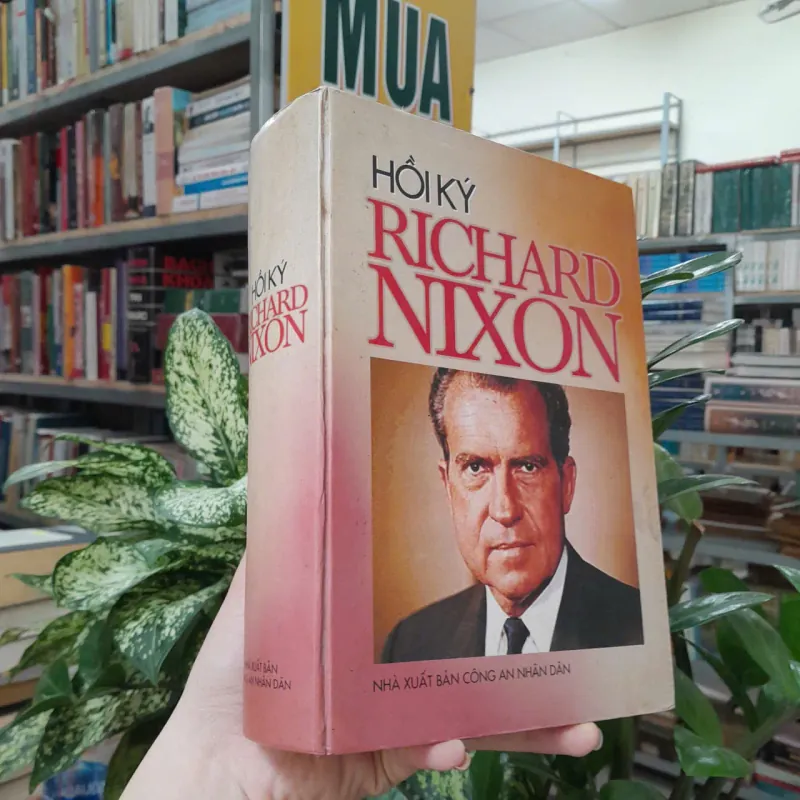 MUA
HỒI KÝ
RICHARD
NIXON
NHÀ XUẤT BẢN CÔNG AN NHÂN DÂN
HỒI KÝ
RICHARD
NIXON
NHÀ XUẤT BẢN
CÔNG AN NHÂN DÂN